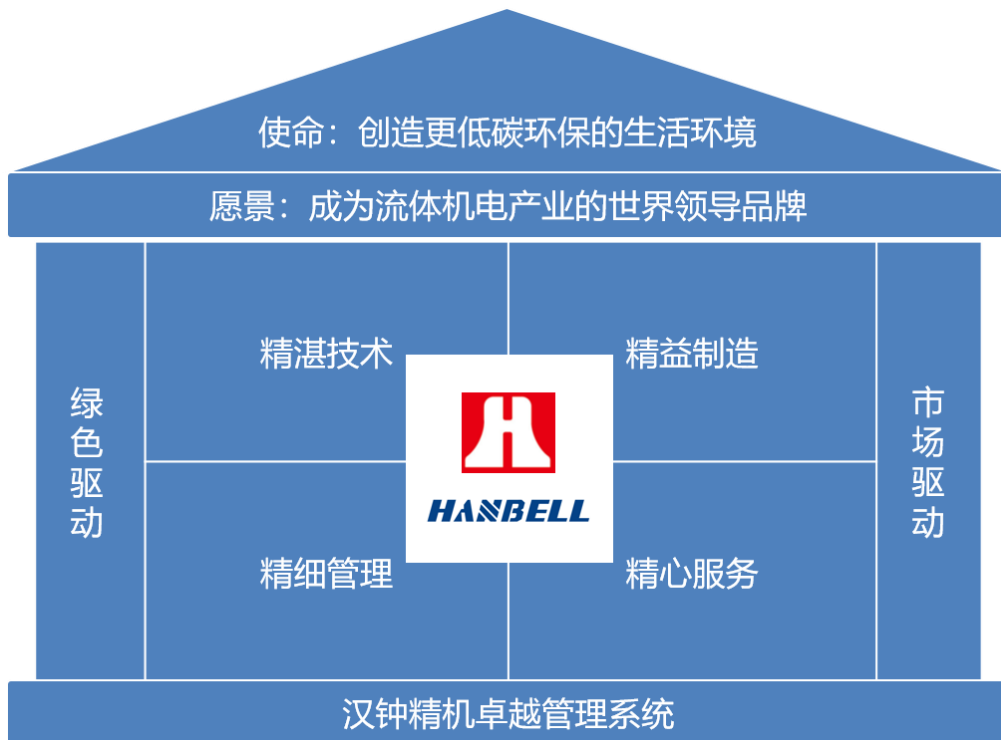 使命：创造更低碳环保的生活环境
愿景：成为流体机电产业的世界领导品牌
绿色驱动
精湛技术
精益制造
市场驱动
HANBELL
精细管理
精心服务
汉钟精机卓越管理系统